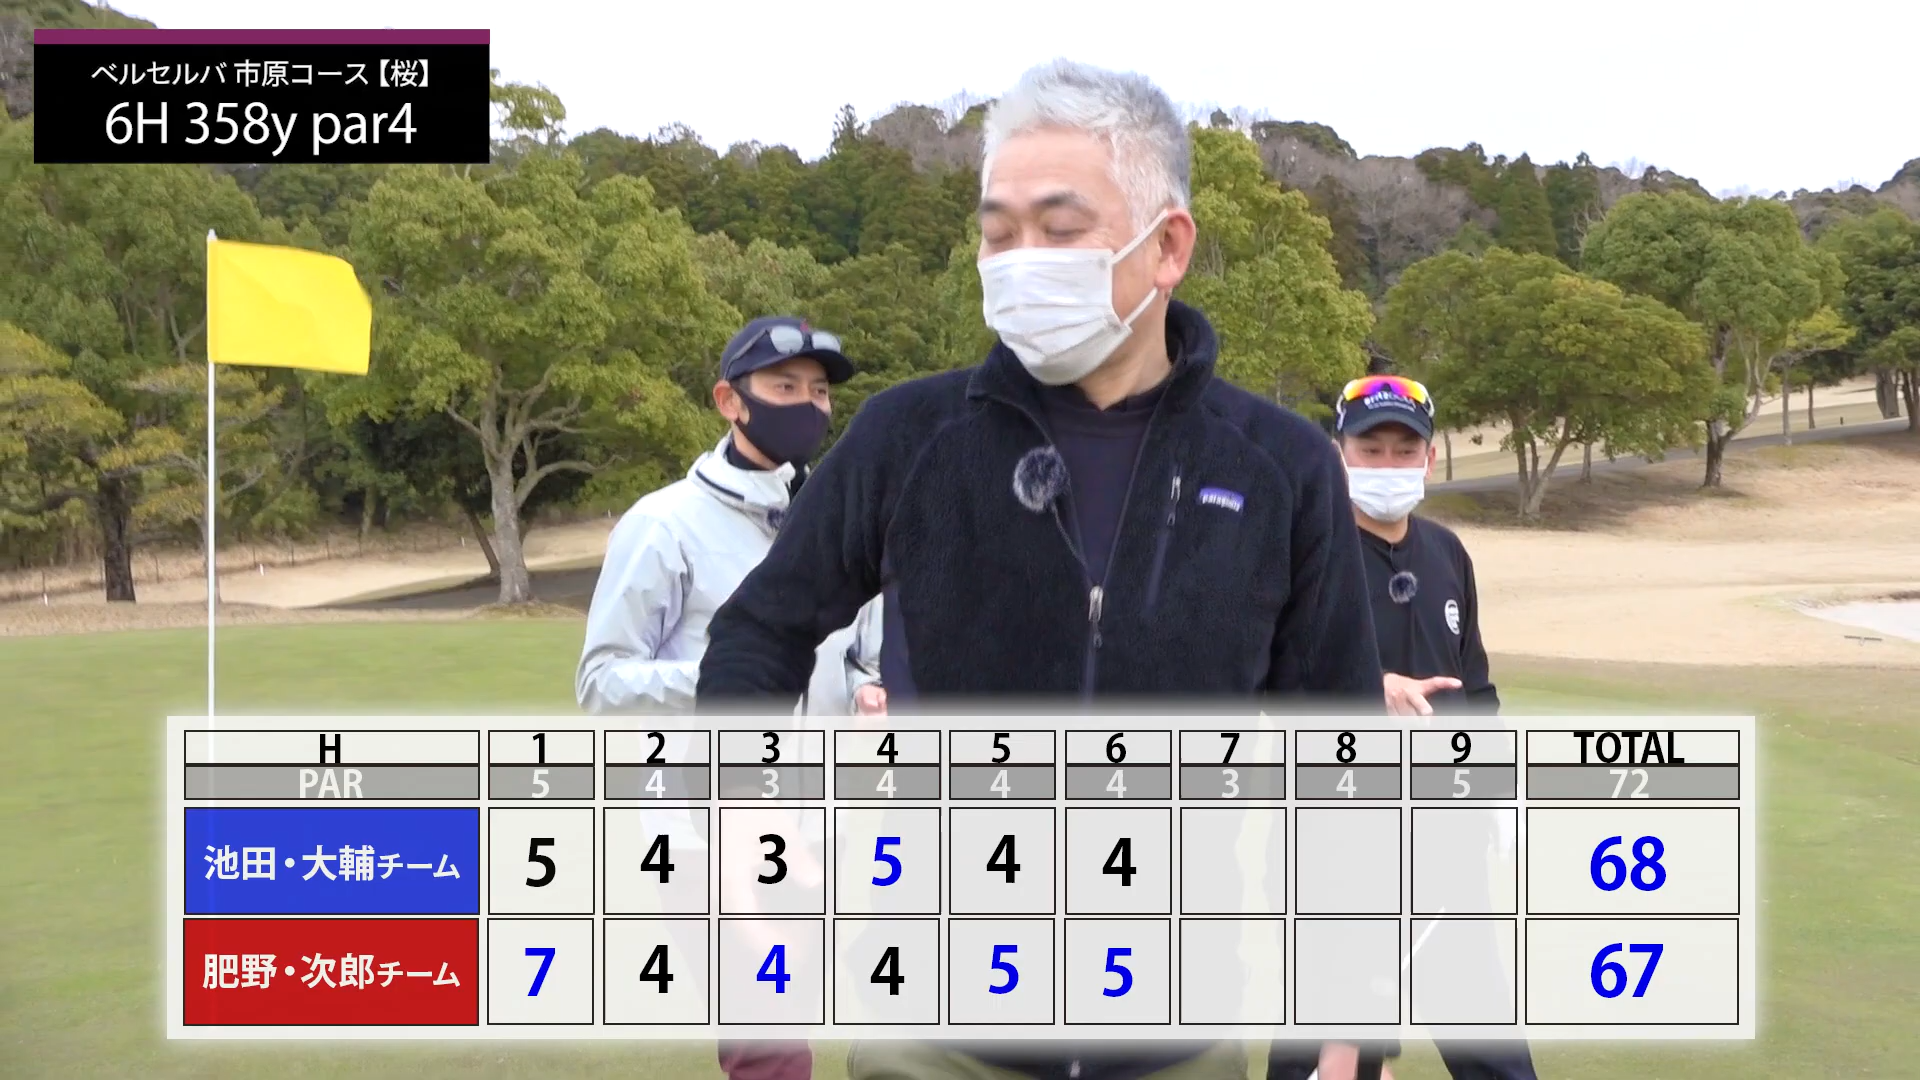 ベルセルバ 市原コース【桜】
6H 358y par4
patagonia
H 1 2 3 4 5 6 7 8 9 TOTAL
PAR 5 4 3 4 4 4 3 4 5 72
池田・大輔チーム 5 4 3 5 4 4 68
肥野・次郎チーム 7 4 4 4 5 5 67